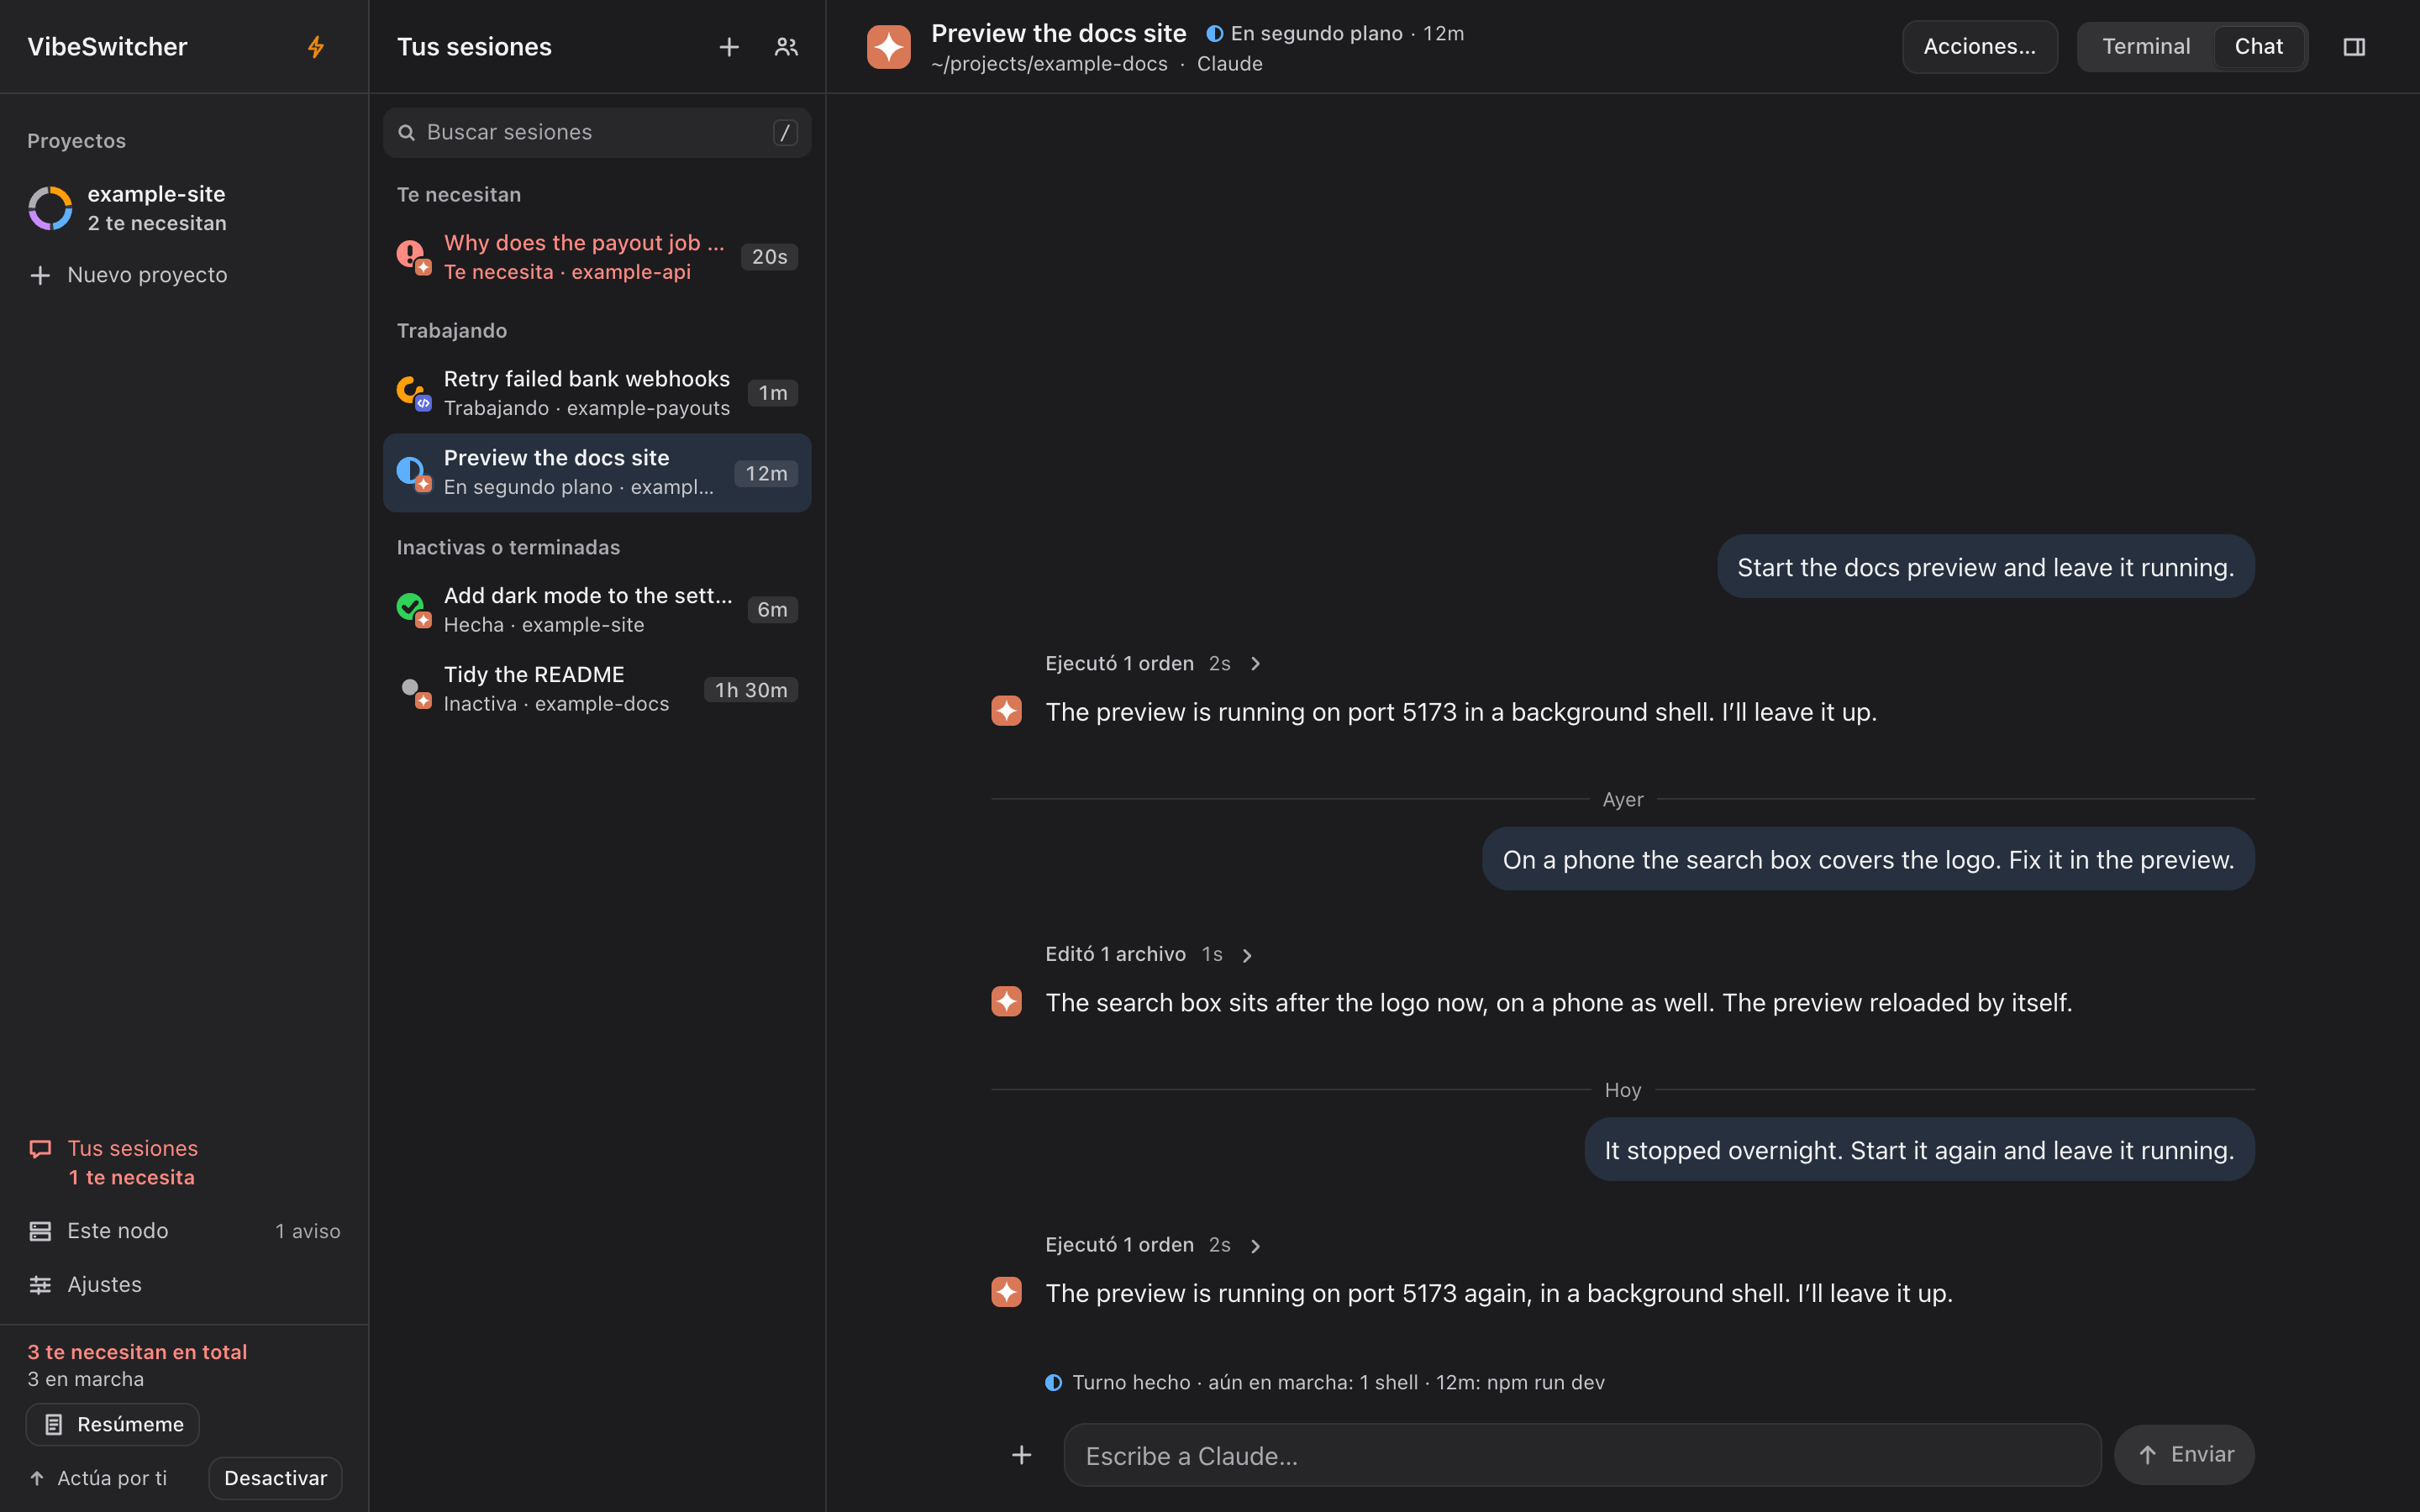 VibeSwitcher
Proyectos
example-site
2 te necesitan
Nuevo proyecto
Tus sesiones
1 te necesita
Este nodo
1 aviso
Ajustes
3 te necesitan en total
3 en marcha
Resúmeme
Actúa por ti
Desactivar
Tus sesiones
Buscar sesiones
/
Te necesitan
Why does the payout job ...
20s
Te necesita · example-api
Trabajando
Retry failed bank webhooks
1m
Trabajando · example-payouts
Preview the docs site
12m
En segundo plano · exampl...
Inactivas o terminadas
Add dark mode to the sett...
6m
Hecha · example-site
Tidy the README
1h 30m
Inactiva · example-docs
Preview the docs site
En segundo plano · 12m
~/projects/example-docs · Claude
Acciones...
Terminal
Chat
Start the docs preview and leave it running.
Ejecutó 1 orden 2s
The preview is running on port 5173 in a background shell. I’ll leave it up.
Ayer
On a phone the search box covers the logo. Fix it in the preview.
Editó 1 archivo 1s
The search box sits after the logo now, on a phone as well. The preview reloaded by itself.
Hoy
It stopped overnight. Start it again and leave it running.
Ejecutó 1 orden 2s
The preview is running on port 5173 again, in a background shell. I’ll leave it up.
Turno hecho · aún en marcha: 1 shell · 12m: npm run dev
Escribe a Claude...
Enviar